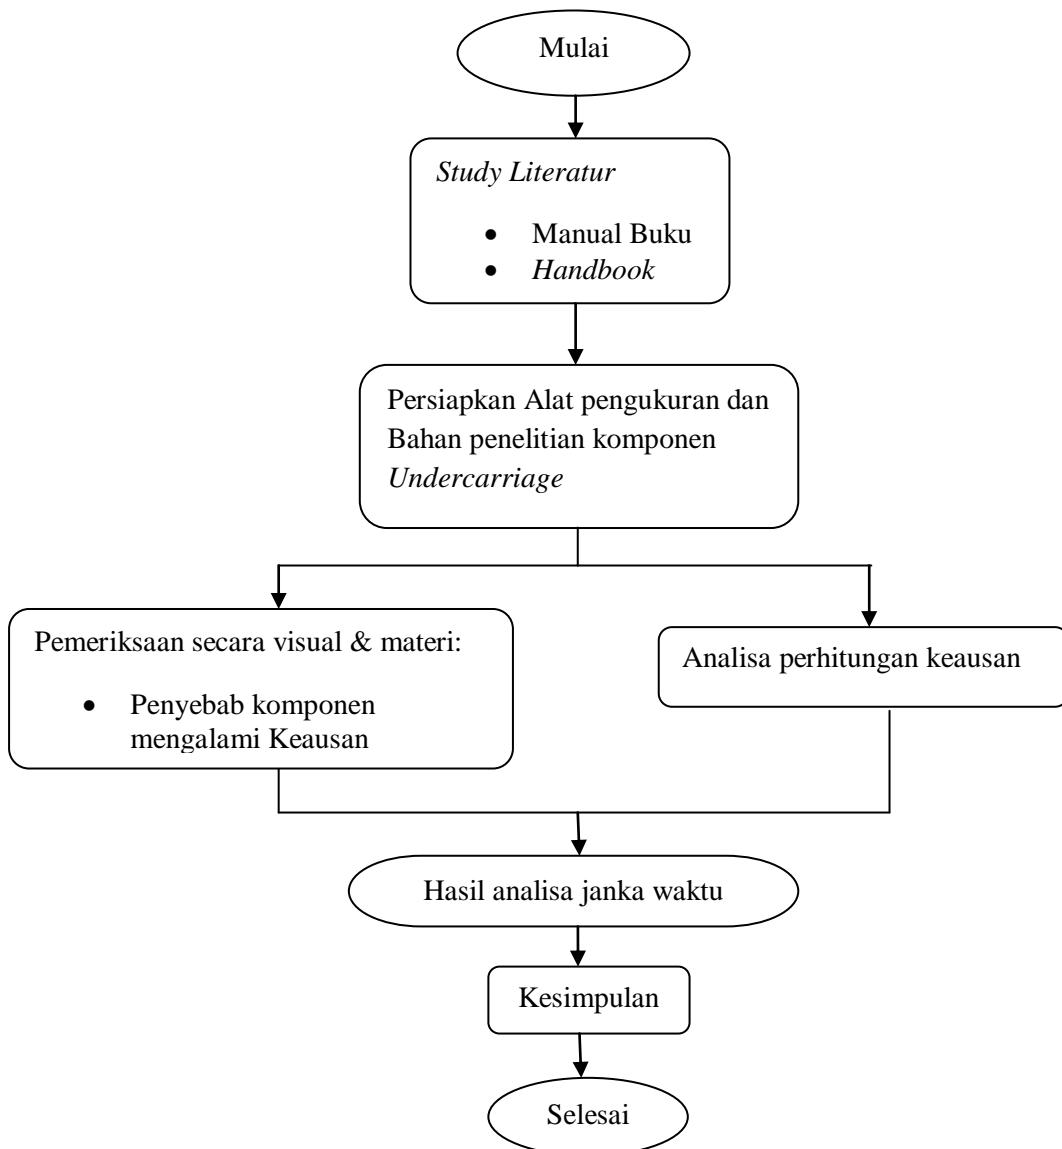 Mulai
Study Literatur
• Manual Buku
• Handbook
Persiapkan Alat pengukuran dan
Bahan penelitian komponen
Undercarriage
Pemeriksaan secara visual & materi:
• Penyebab komponen
mengalami Keausan
Analisa perhitungan keausan
Hasil analisa janka waktu
Kesimpulan
Selesai